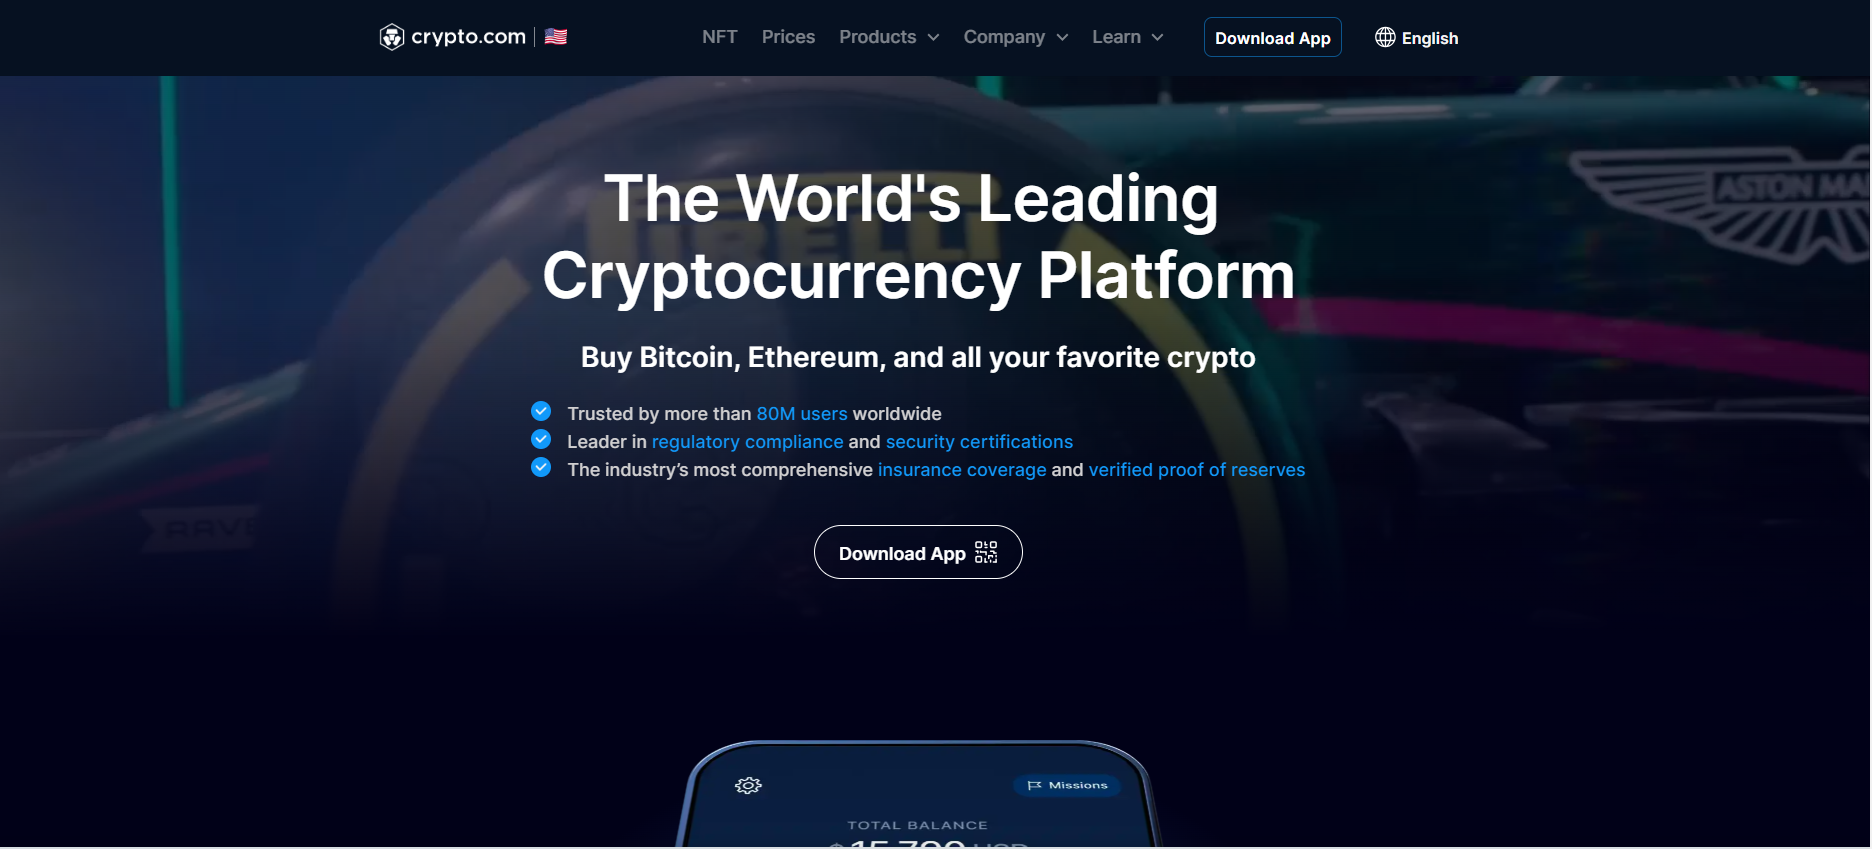 crypto.com
NFT Prices Products Company Learn
Download App
English
PIRELLI
ASTON MA
The World's Leading
Cryptocurrency Platform
Buy Bitcoin, Ethereum, and all your favorite crypto
Trusted by more than 80M users worldwide
Leader in regulatory compliance and security certifications
The industry’s most comprehensive insurance coverage and verified proof of reserves
RAVE
Download App
Missions
TOTAL BALANCE